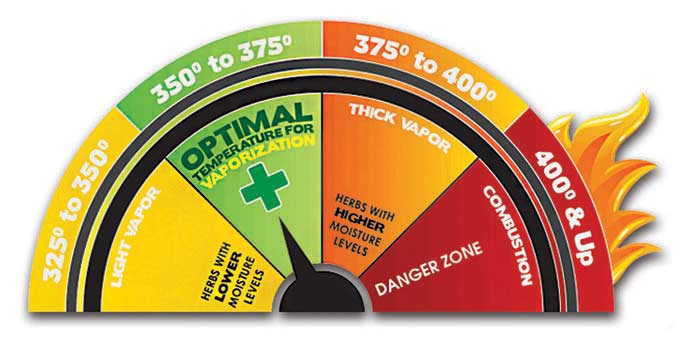 325⁰ to 350⁰
350⁰ to 375⁰
375⁰ to 400⁰
400⁰ & Up
LIGHT VAPOR
HERBS WITH
LOWER
MOISTURE
LEVELS
OPTIMAL
TEMPERATURE FOR
VAPORIZATION
THICK VAPOR
HERBS WITH
HIGHER
MOISTURE
LEVELS
COMBUSTION
DANGER ZONE